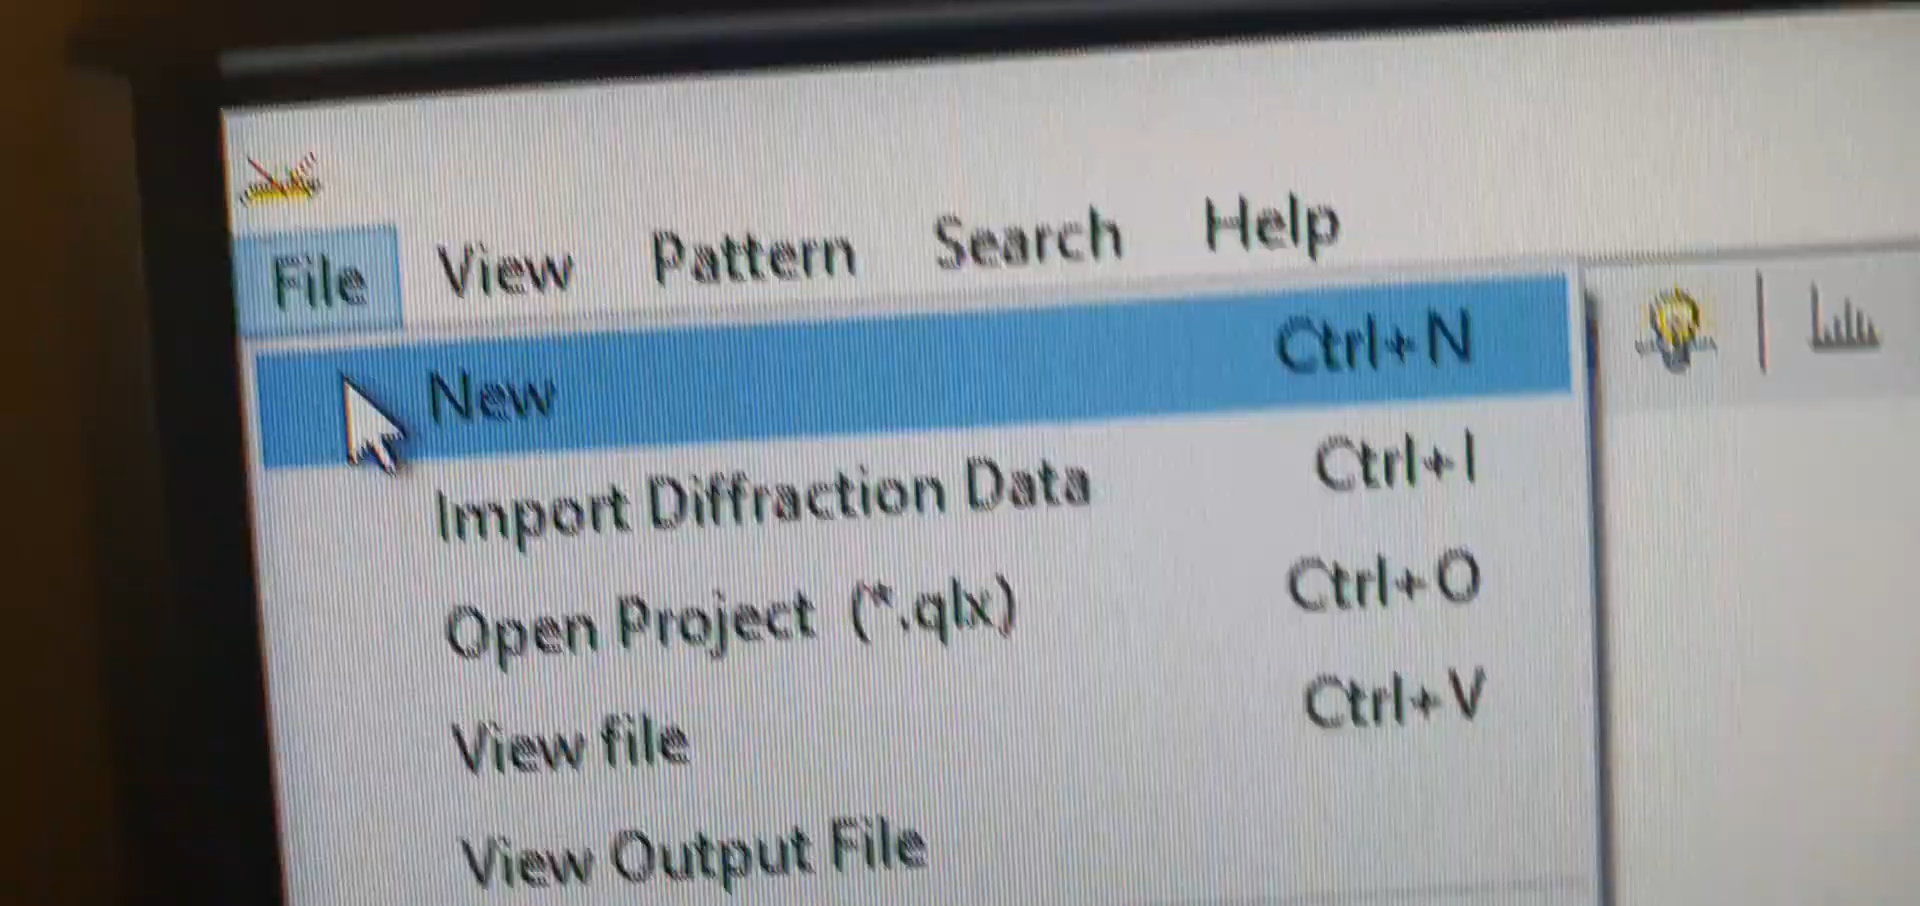 File View Pattern Search Help
New Ctrl+N
Import Diffraction Data Ctrl+I
Open Project (*.qlx) Ctrl+O
View file Ctrl+V
View Output File